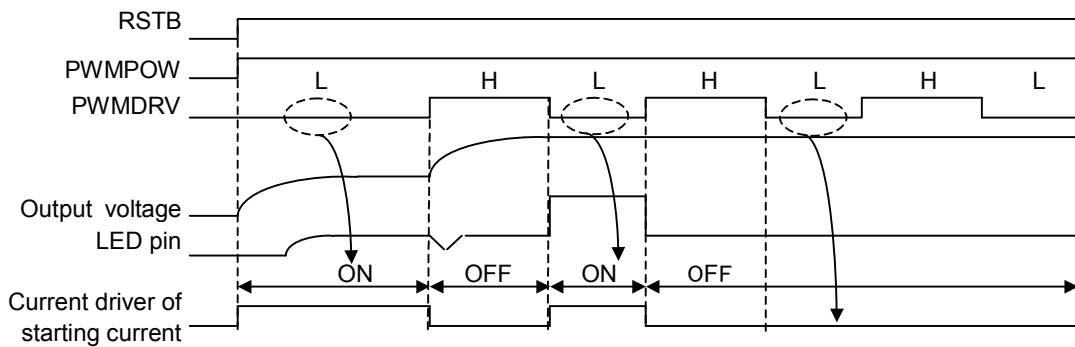 RSTB
PWMPOW
L H L H L H L
PWMDRV
Output voltage
LED pin
ON OFF ON OFF
Current driver of
starting current